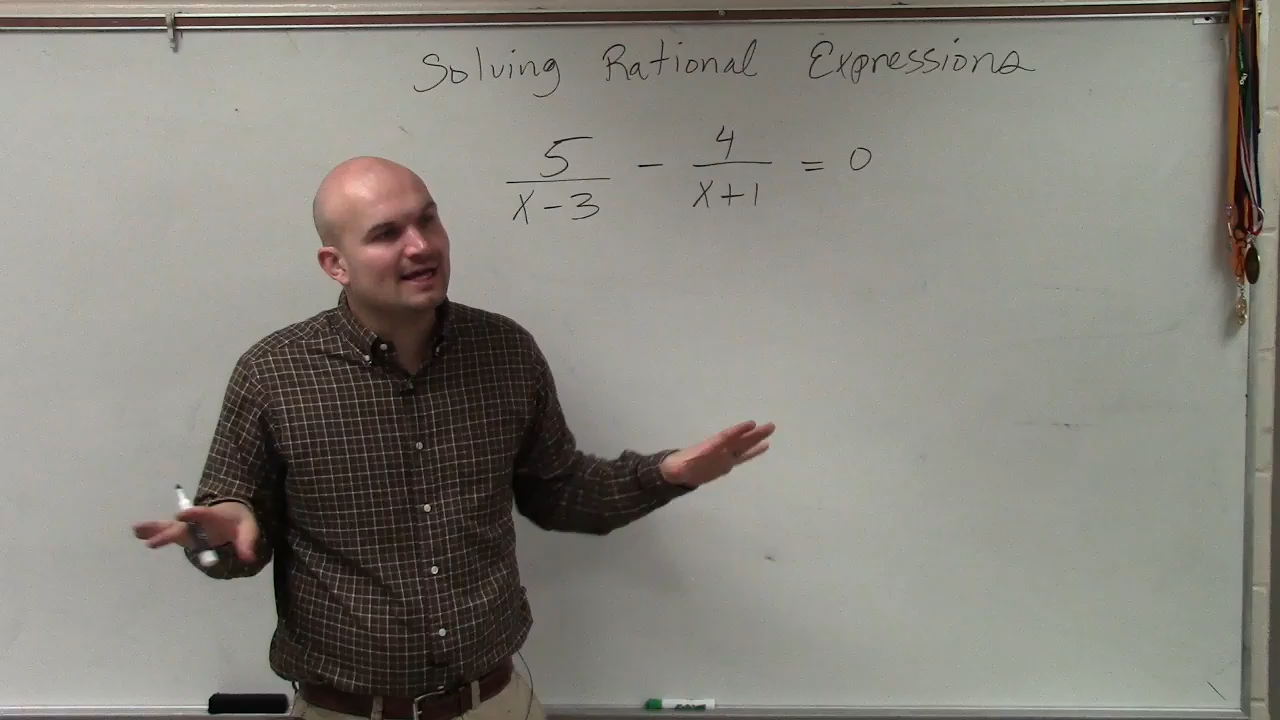 Solving Rational Expressions
5/(x-3) - 4/(x+1) = 0